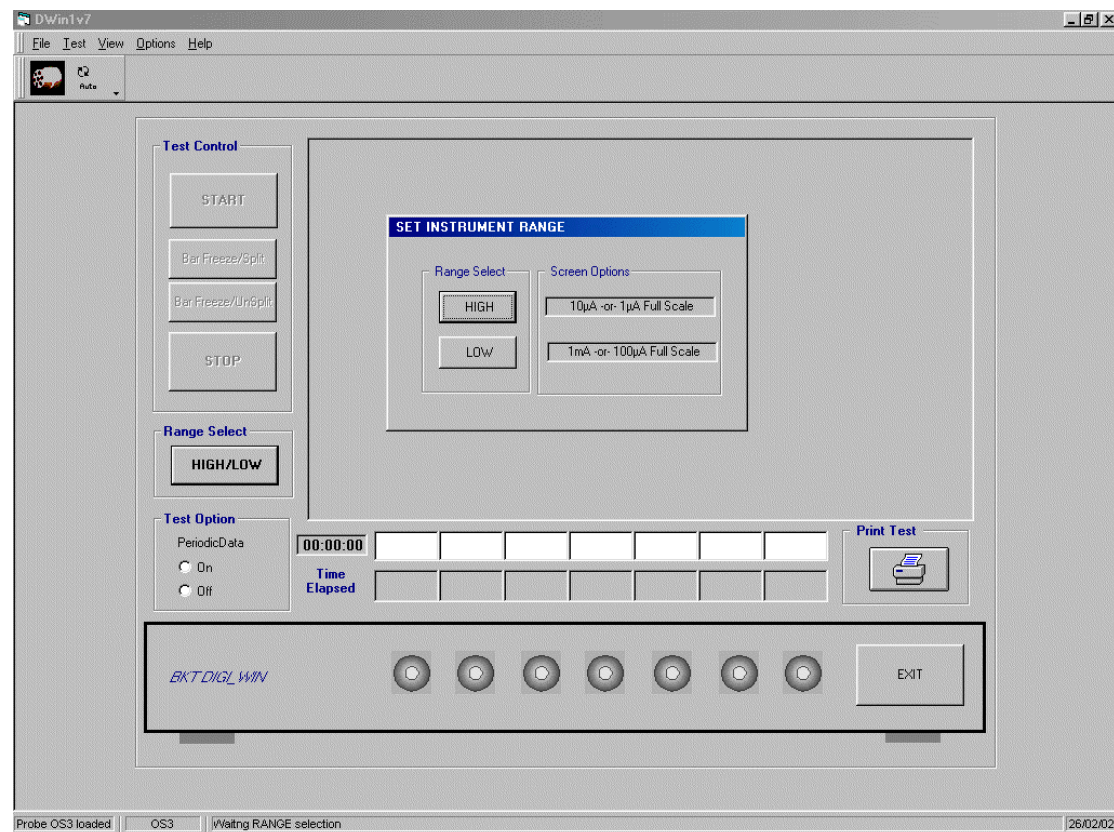 DWin1v7
File Test View Options Help
Auto
Test Control
START
Bar Freeze/Split
Bar Freeze/UnSplit
STOP
SET INSTRUMENT RANGE
Range Select
Screen Options
HIGH
10µA -or- 1µA Full Scale
LOW
1mA -or- 100µA Full Scale
Range Select
HIGH/LOW
Test Option
PeriodicData
On
Off
00:00:00
Time
Elapsed
Print Test
BKT DIGI_WIN
EXIT
Probe OS3 loaded OS3 Waitng RANGE selection 26/02/02